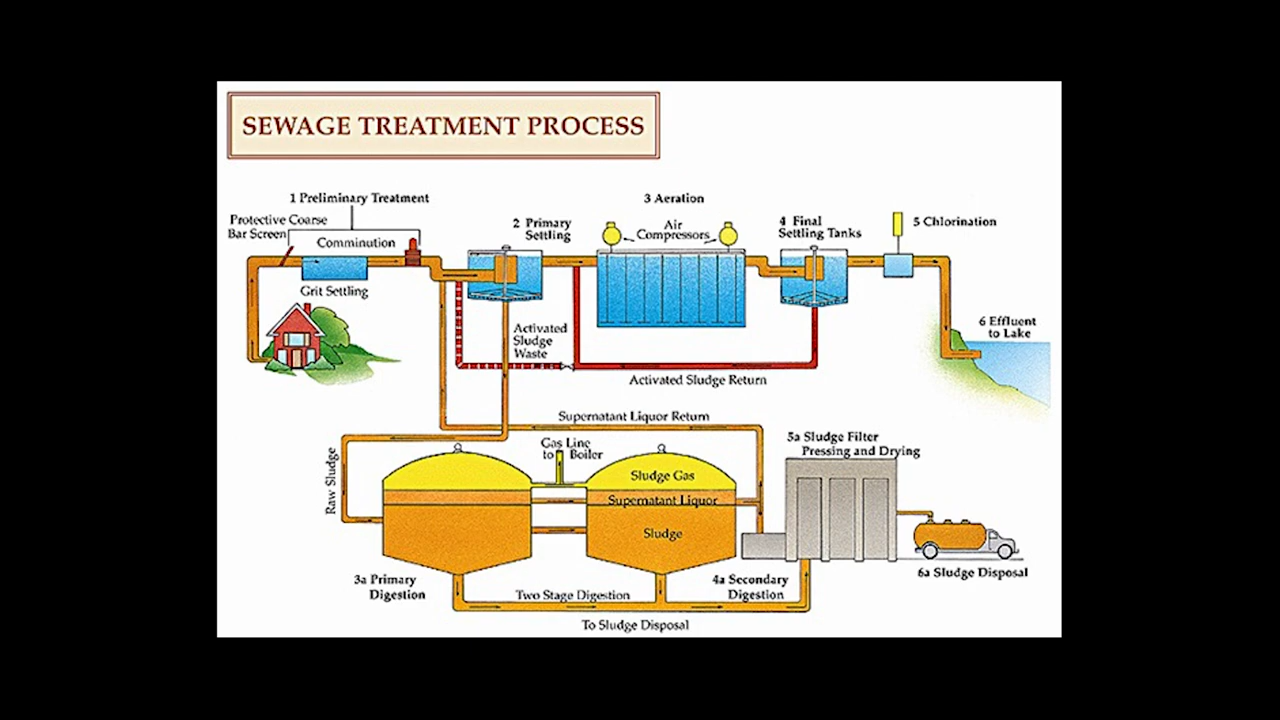 SEWAGE TREATMENT PROCESS
1 Preliminary Treatment
Protective Coarse
Bar Screen
Comminution
Grit Settling
2 Primary
Settling
3 Aeration
Air
Compressors
4 Final
Settling Tanks
5 Chlorination
6 Effluent
to Lake
Activated
Sludge
Waste
Activated Sludge Return
Supernatant Liquor Return
Raw Sludge
Gas Line
to Boiler
Sludge Gas
Supernatant Liquor
Sludge
5a Sludge Filter
Pressing and Drying
3a Primary
Digestion
Two Stage Digestion
4a Secondary
Digestion
6a Sludge Disposal
To Sludge Disposal